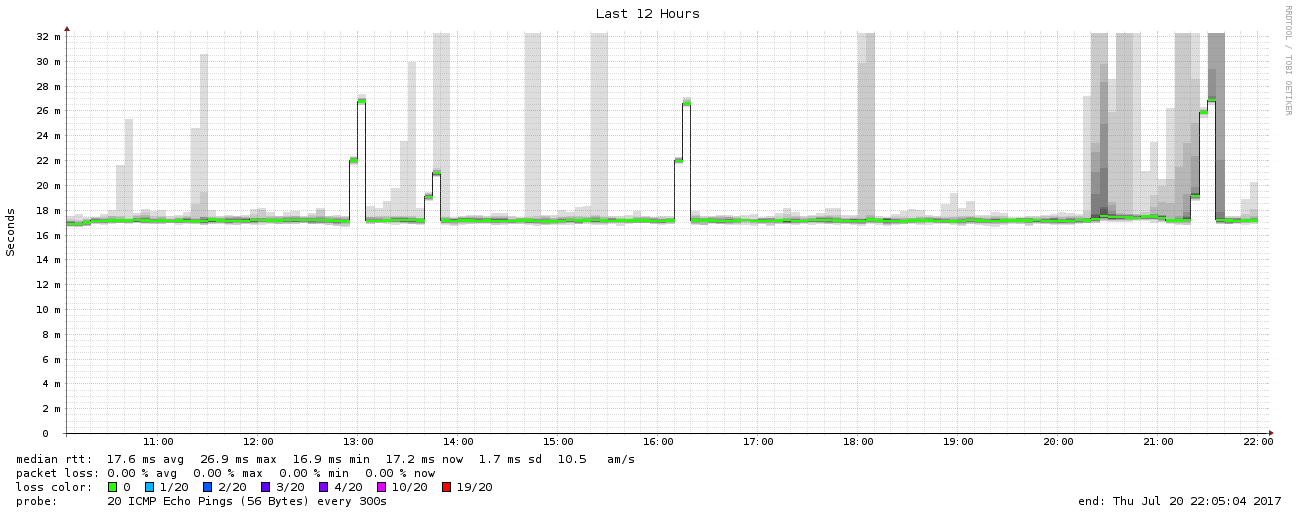 Last 12 Hours
RRDTOOL / TOBI OETIKER
Seconds
32 m
30 m
28 m
26 m
24 m
22 m
20 m
18 m
16 m
14 m
12 m
10 m
8 m
6 m
4 m
2 m
0
11:00 12:00 13:00 14:00 15:00 16:00 17:00 18:00 19:00 20:00 21:00 22:00
median rtt: 17.6 ms avg 26.9 ms max 16.9 ms min 17.2 ms now 1.7 ms sd 10.5 am/s
packet loss: 0.00 % avg 0.00 % max 0.00 % min 0.00 % now
loss color: 0 1/20 2/20 3/20 4/20 10/20 19/20
probe: 20 ICMP Echo Pings (56 Bytes) every 300s end: Thu Jul 20 22:05:04 2017